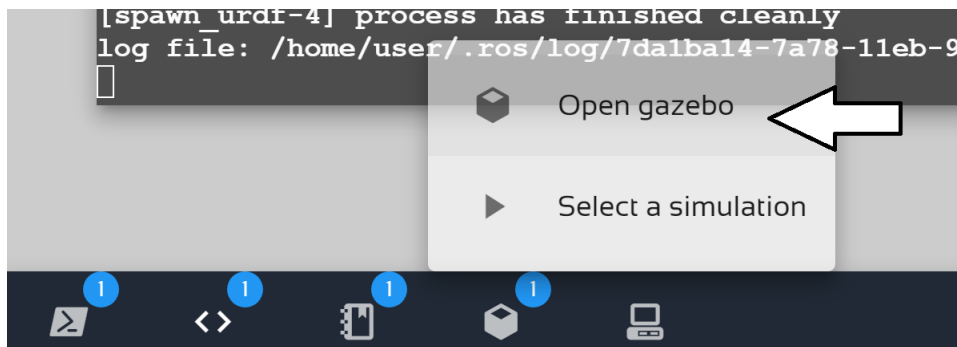 [spawn_urdf-4] process has finished cleanly
log file: /home/user/.ros/log/7da1ba14-7a78-11eb-9
Open gazebo
Select a simulation
1 1 1 1